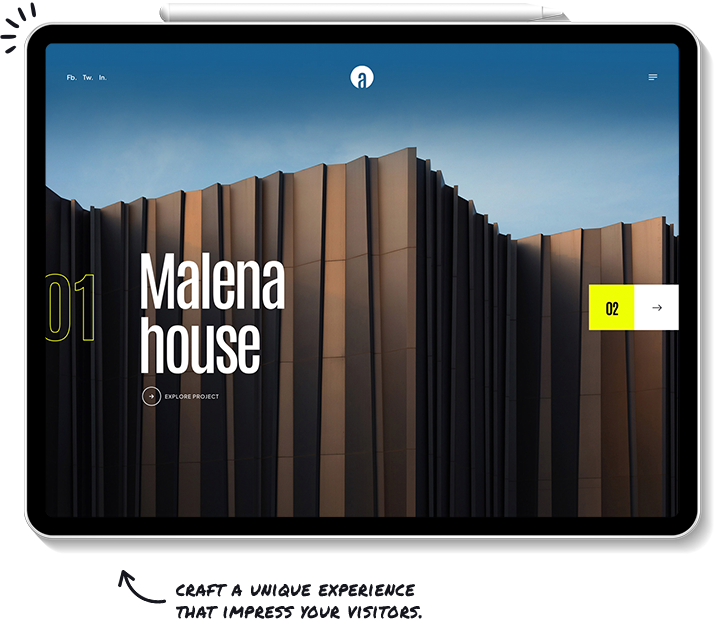 Fb. Tw. In.
a
Malena
house
01
02
EXPLORE PROJECT
CRAFT A UNIQUE EXPERIENCE
THAT IMPRESS YOUR VISITORS.